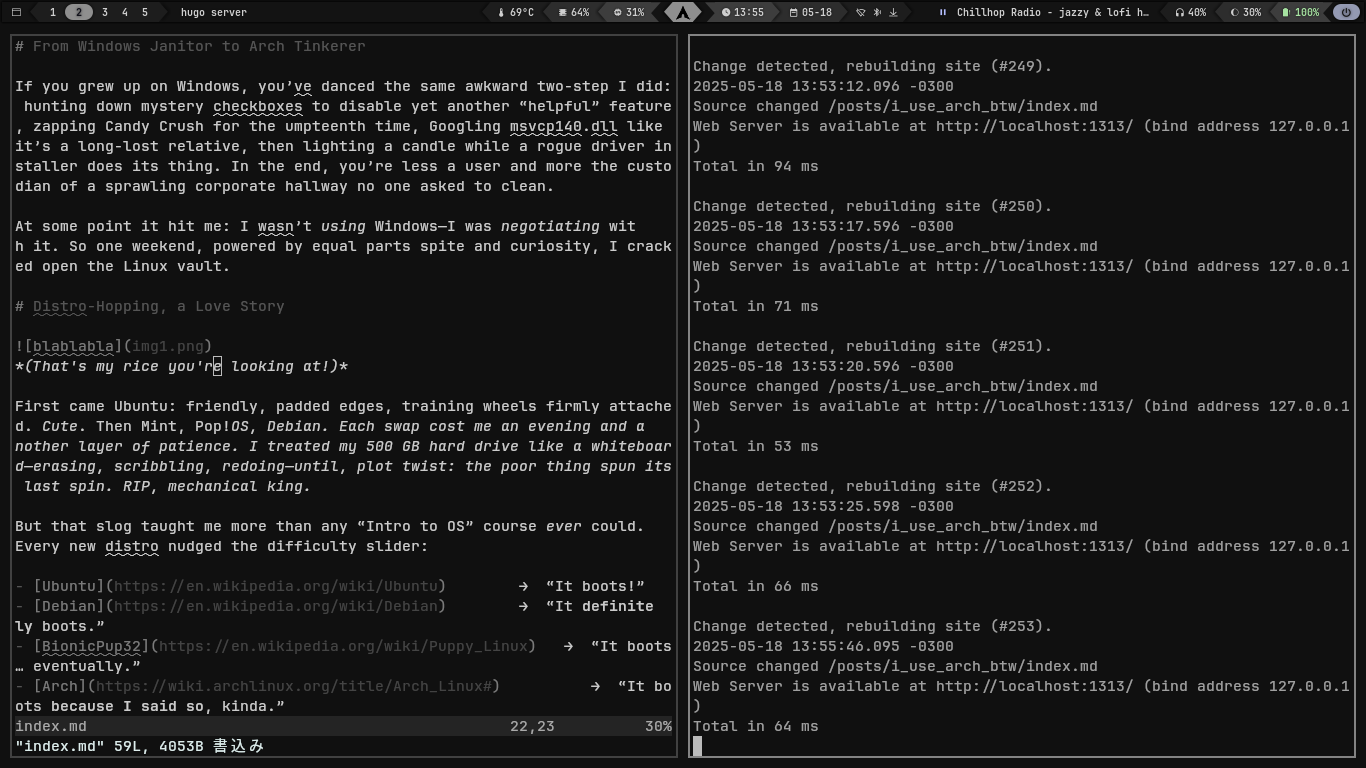 1 2 3 4 5 hugo server 69°C 64% 31% 13:55 05-18 Chillhop Radio - jazzy & lofi h… 40% 30% 100%
# From Windows Janitor to Arch Tinkerer
If you grew up on Windows, you’ve danced the same awkward two-step I did:
hunting down mystery checkboxes to disable yet another “helpful” feature
, zapping Candy Crush for the umpteenth time, Googling msvcp140.dll like
it’s a long-lost relative, then lighting a candle while a rogue driver in
staller does its thing. In the end, you’re less a user and more the custo
dian of a sprawling corporate hallway no one asked to clean.
At some point it hit me: I wasn’t using Windows—I was negotiating wit
h it. So one weekend, powered by equal parts spite and curiosity, I crack
ed open the Linux vault.
# Distro-Hopping, a Love Story
![blablabla](img1.png)
*(That's my rice you're looking at!)*
First came Ubuntu: friendly, padded edges, training wheels firmly attache
d. Cute. Then Mint, Pop!OS, Debian. Each swap cost me an evening and a
nother layer of patience. I treated my 500 GB hard drive like a whiteboar
d—erasing, scribbling, redoing—until, plot twist: the poor thing spun its
last spin. RIP, mechanical king.
But that slog taught me more than any “Intro to OS” course ever could.
Every new distro nudged the difficulty slider:
- [Ubuntu](https://en.wikipedia.org/wiki/Ubuntu) → “It boots!”
- [Debian](https://en.wikipedia.org/wiki/Debian) → “It definite
ly boots.”
- [BionicPup32](https://en.wikipedia.org/wiki/Puppy_Linux) → “It boots
… eventually.”
- [Arch](https://wiki.archlinux.org/title/Arch_Linux#) → “It bo
ots because I said so, kinda.”
index.md 22,23 30%
"index.md" 59L, 4053B 書込み
Change detected, rebuilding site (#249).
2025-05-18 13:53:12.096 -0300
Source changed /posts/i_use_arch_btw/index.md
Web Server is available at http://localhost:1313/ (bind address 127.0.0.1
)
Total in 94 ms
Change detected, rebuilding site (#250).
2025-05-18 13:53:17.596 -0300
Source changed /posts/i_use_arch_btw/index.md
Web Server is available at http://localhost:1313/ (bind address 127.0.0.1
)
Total in 71 ms
Change detected, rebuilding site (#251).
2025-05-18 13:53:20.596 -0300
Source changed /posts/i_use_arch_btw/index.md
Web Server is available at http://localhost:1313/ (bind address 127.0.0.1
)
Total in 53 ms
Change detected, rebuilding site (#252).
2025-05-18 13:53:25.598 -0300
Source changed /posts/i_use_arch_btw/index.md
Web Server is available at http://localhost:1313/ (bind address 127.0.0.1
)
Total in 66 ms
Change detected, rebuilding site (#253).
2025-05-18 13:55:46.095 -0300
Source changed /posts/i_use_arch_btw/index.md
Web Server is available at http://localhost:1313/ (bind address 127.0.0.1
)
Total in 64 ms